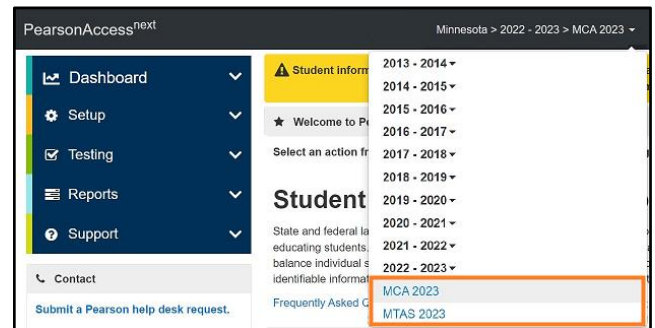 PearsonAccessnext
Minnesota > 2022 - 2023 > MCA 2023
Dashboard
Setup
Testing
Reports
Support
Contact
Submit a Pearson help desk request.
Student inform
Welcome to Pe
Select an action fr
Student
State and federal la
educating students.
balance individual s
identifiable informat
Frequently Asked Q
2013 - 2014
2014 - 2015
2015 - 2016
2016 - 2017
2017 - 2018
2018 - 2019
2019 - 2020
2020 - 2021
2021 - 2022
2022 - 2023
MCA 2023
MTAS 2023